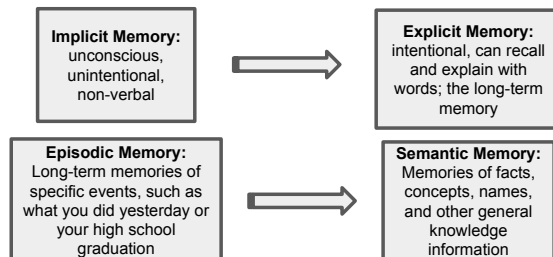 Implicit Memory:
unconscious,
unintentional,
non-verbal
Explicit Memory:
intentional, can recall
and explain with
words; the long-term
memory
Episodic Memory:
Long-term memories of
specific events, such as
what you did yesterday or
your high school
graduation
Semantic Memory:
Memories of facts,
concepts, names,
and other general
knowledge
information